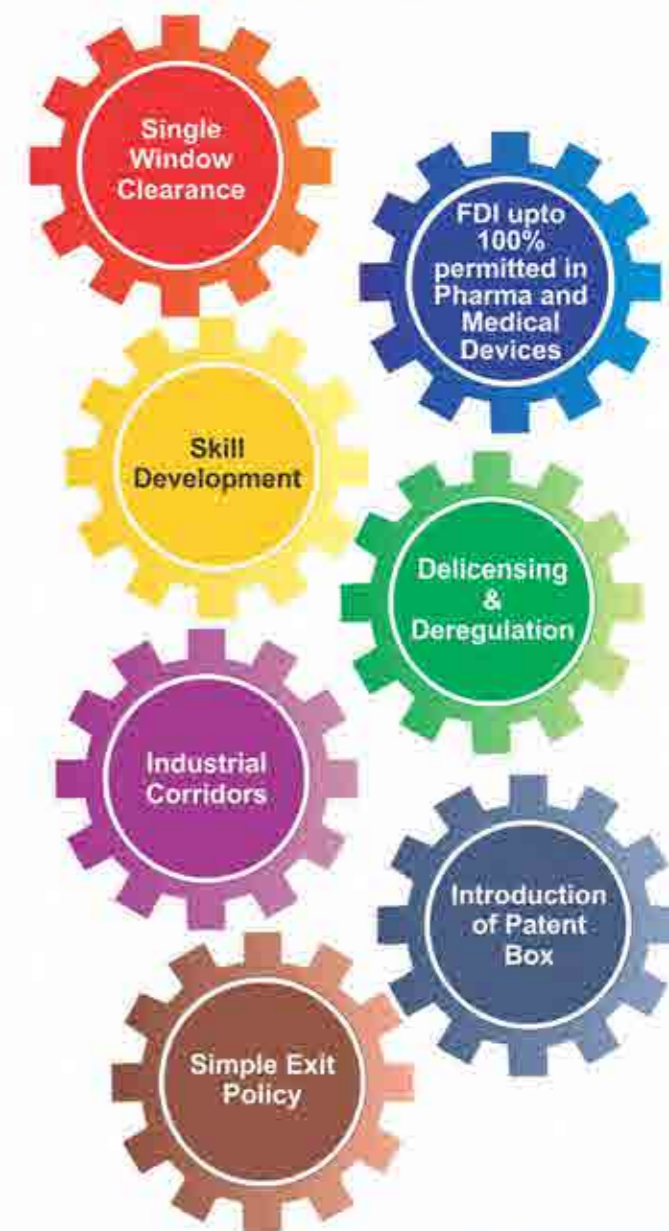 Single
Window
Clearance
FDI upto
100%
permitted in
Pharma and
Medical
Devices
Skill
Development
Delicensing
&
Deregulation
Industrial
Corridors
Introduction
of Patent
Box
Simple Exit
Policy